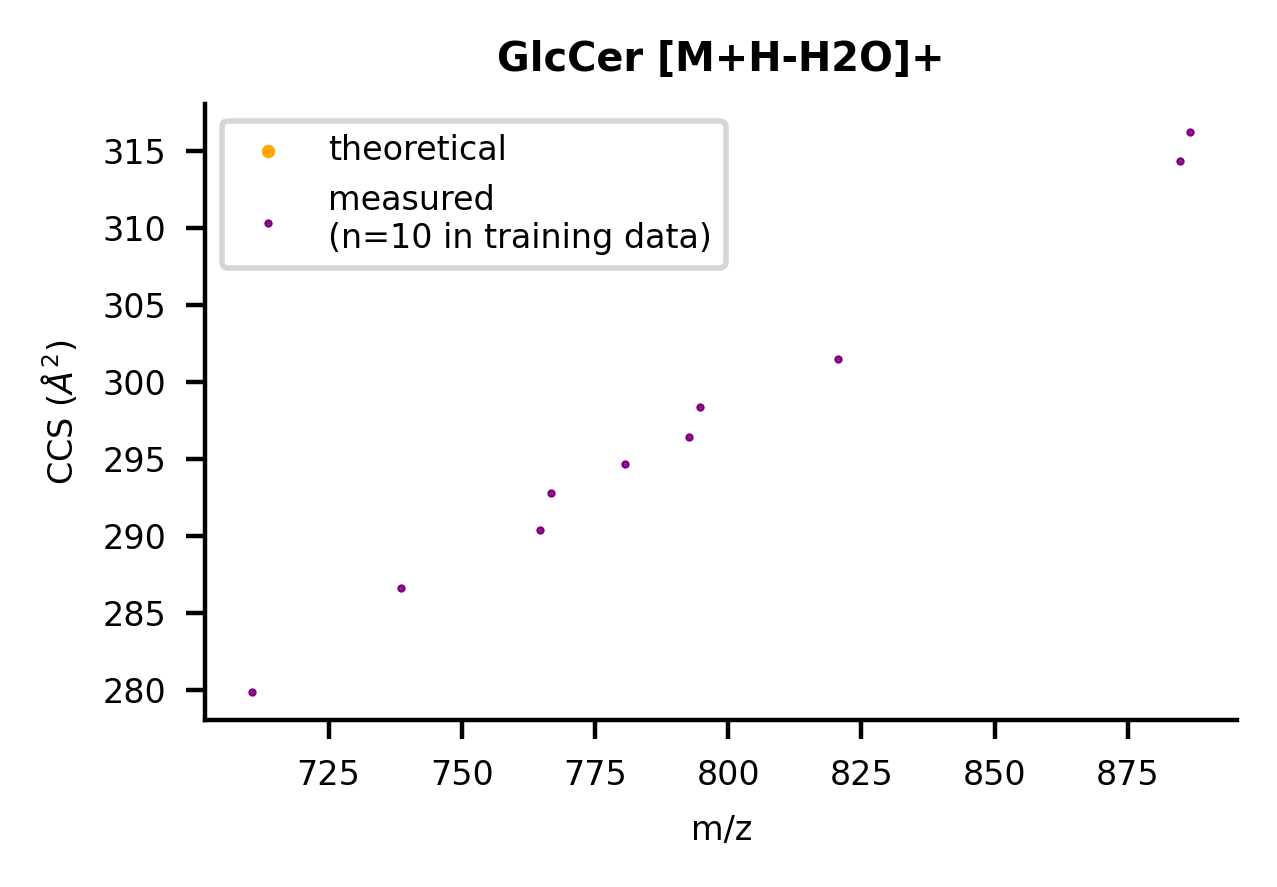 GlcCer [M+H-H2O]+
theoretical
measured
(n=10 in training data)
315
310
305
300
295
290
285
280
CCS (Å²)
725 750 775 800 825 850 875
m/z